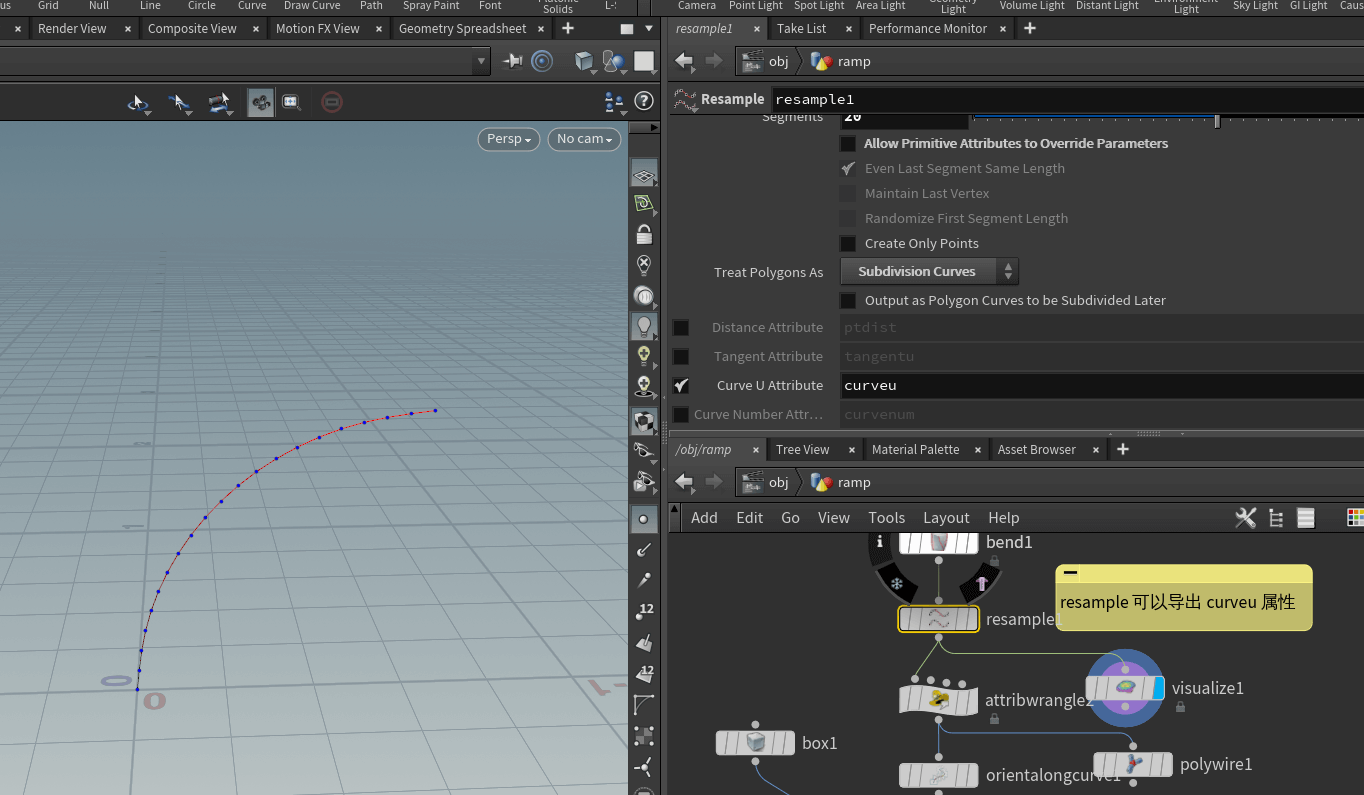 us Grid Null Line Circle Curve Draw Curve Path Spray Paint Font Platonic Solids L-S
Camera Point Light Spot Light Area Light Geometry Light Volume Light Distant Light Environment Light Sky Light GI Light Caus
Render View Composite View Motion FX View Geometry Spreadsheet
Persp No cam
0
0
1
2
1
1
-1
12
12
resample1 Take List Performance Monitor
obj ramp
Resample resample1
Segments 20
Allow Primitive Attributes to Override Parameters
Even Last Segment Same Length
Maintain Last Vertex
Randomize First Segment Length
Create Only Points
Treat Polygons As Subdivision Curves
Output as Polygon Curves to be Subdivided Later
Distance Attribute ptdist
Tangent Attribute tangentu
Curve U Attribute curveu
Curve Number Attr... curvenum
/obj/ramp Tree View Material Palette Asset Browser
obj ramp
Add Edit Go View Tools Layout Help
bend1
resample 可以导出 curveu 属性
resample1
visualize1
attribwrangle2
box1
polywire1
orientalongcurve1